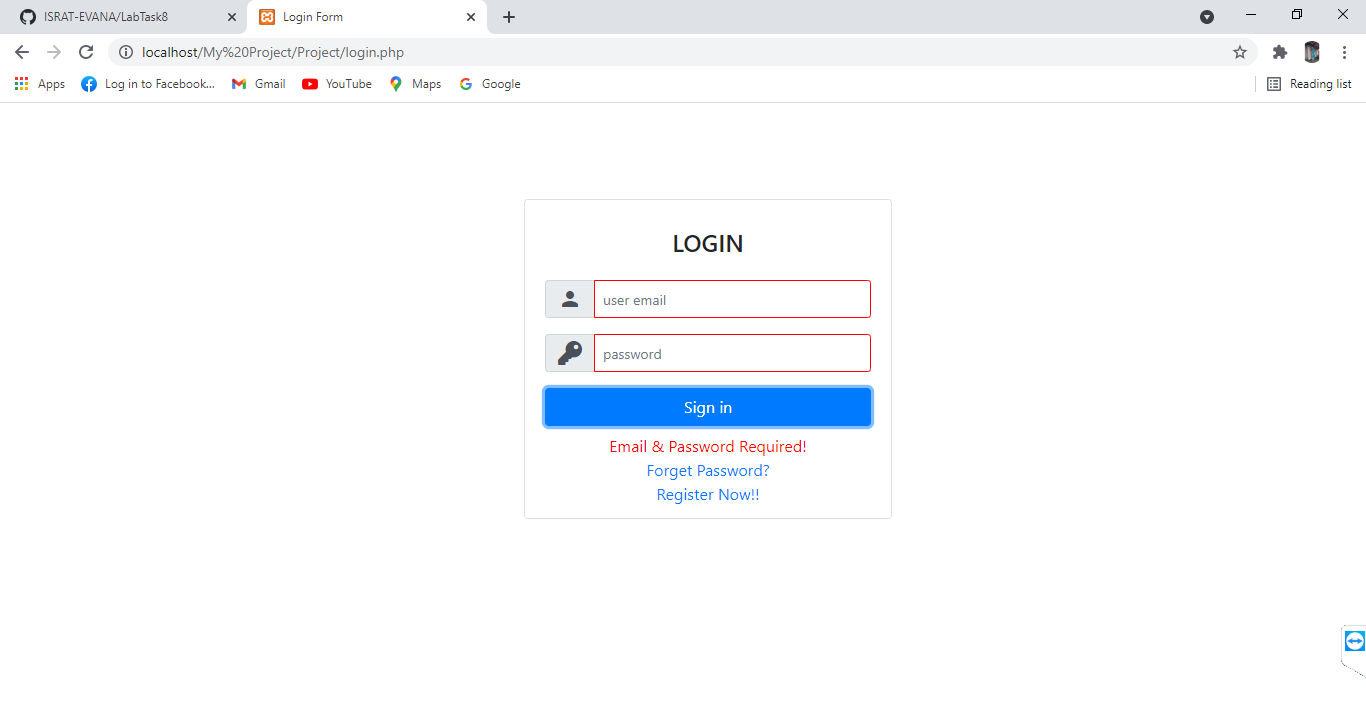 ISRAT-EVANA/LabTask8
Login Form
localhost/My%20Project/Project/login.php
Apps
Log in to Facebook...
Gmail
YouTube
Maps
Google
Reading list
LOGIN
user email
password
Sign in
Email & Password Required!
Forget Password?
Register Now!!